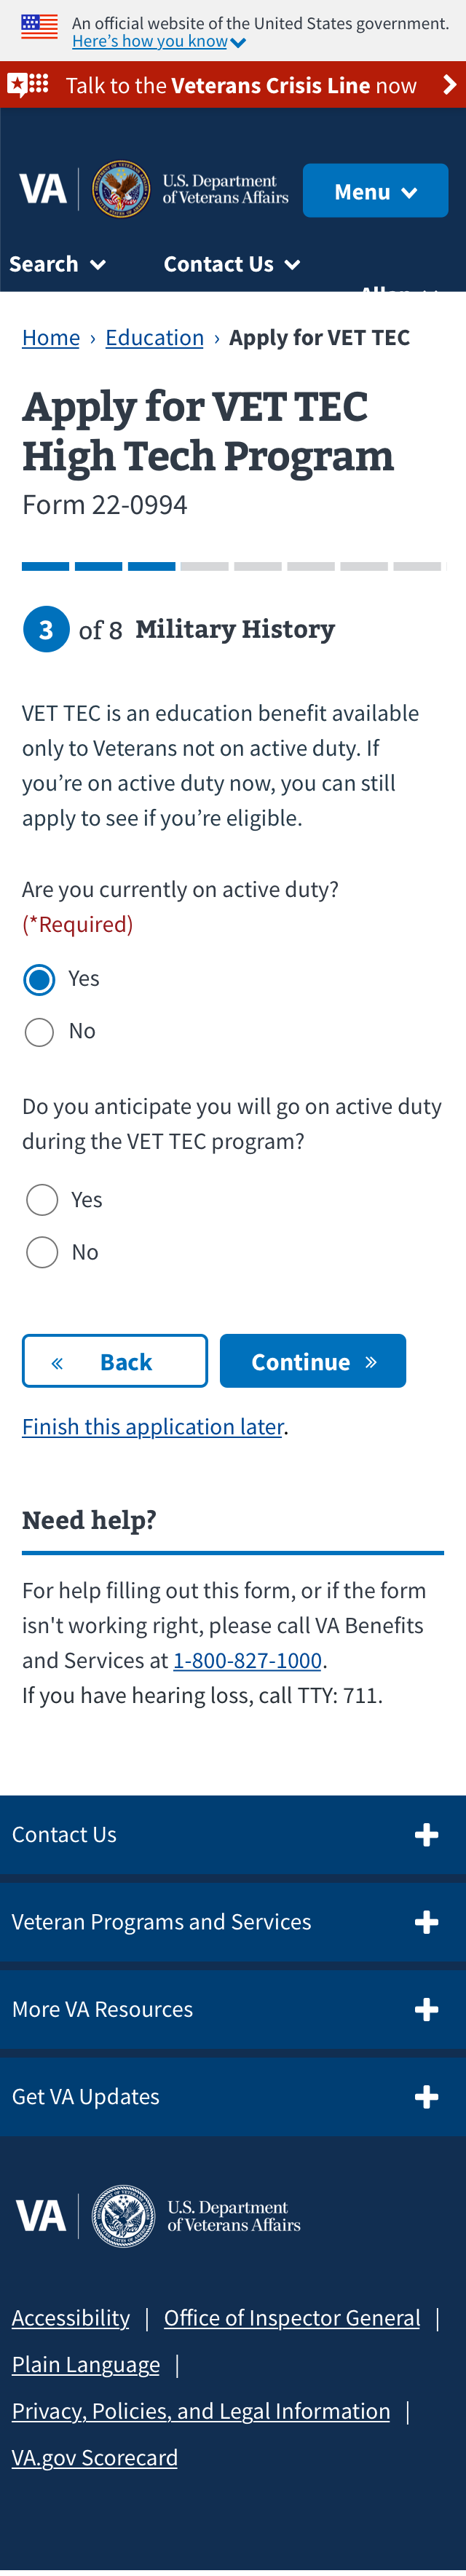 An official website of the United States government.
Here’s how you know
Talk to the Veterans Crisis Line now
VA
U.S. Department
of Veterans Affairs
Menu
Search
Contact Us
Home › Education › Apply for VET TEC
Apply for VET TEC
High Tech Program
Form 22-0994
3 of 8 Military History
VET TEC is an education benefit available
only to Veterans not on active duty. If
you’re on active duty now, you can still
apply to see if you’re eligible.
Are you currently on active duty?
(*Required)
Yes
No
Do you anticipate you will go on active duty
during the VET TEC program?
Yes
No
« Back
Continue »
Finish this application later.
Need help?
For help filling out this form, or if the form
isn't working right, please call VA Benefits
and Services at 1-800-827-1000.
If you have hearing loss, call TTY: 711.
Contact Us
Veteran Programs and Services
More VA Resources
Get VA Updates
VA
U.S. Department
of Veterans Affairs
Accessibility | Office of Inspector General |
Plain Language |
Privacy, Policies, and Legal Information |
VA.gov Scorecard